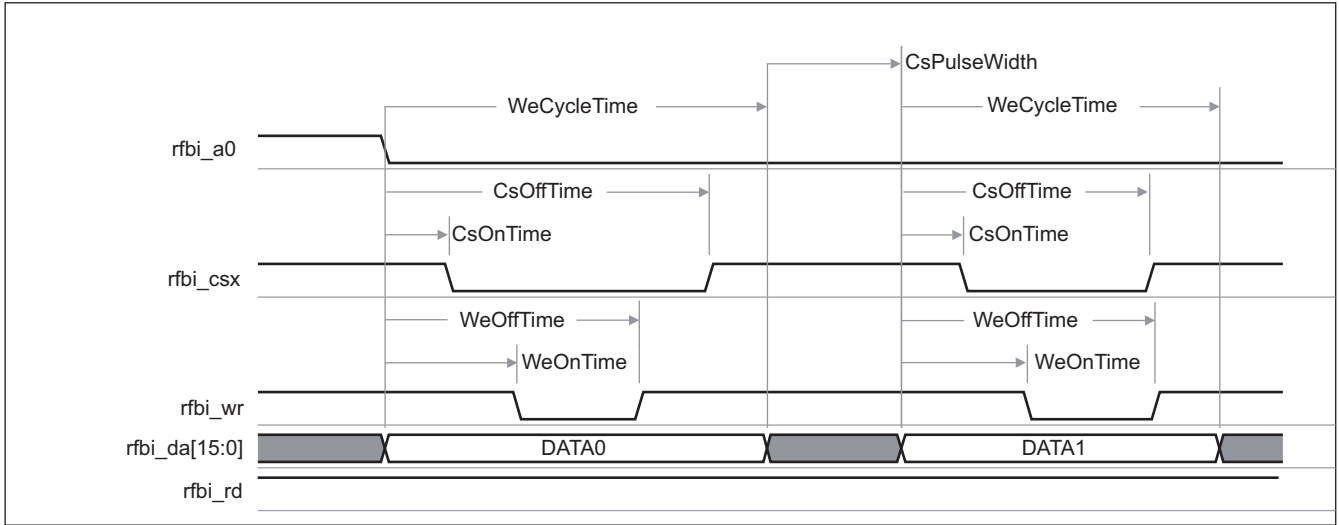 CsPulseWidth
WeCycleTime WeCycleTime
rfbi_a0
CsOffTime CsOffTime
CsOnTime CsOnTime
rfbi_csx
WeOffTime WeOffTime
WeOnTime WeOnTime
rfbi_wr
rfbi_da[15:0] DATA0 DATA1
rfbi_rd